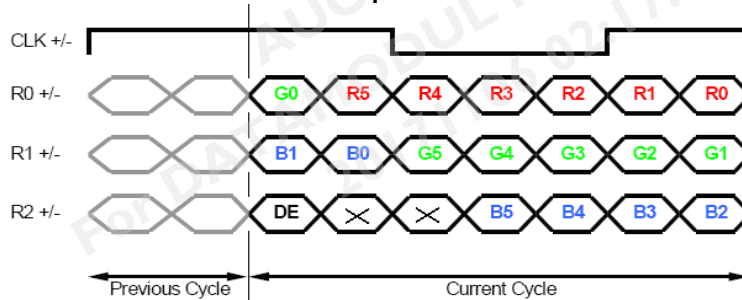 CLK +/-
R0 +/- G0 R5 R4 R3 R2 R1 R0
R1 +/- B1 B0 G5 G4 G3 G2 G1
R2 +/- DE B5 B4 B3 B2
Previous Cycle Current Cycle